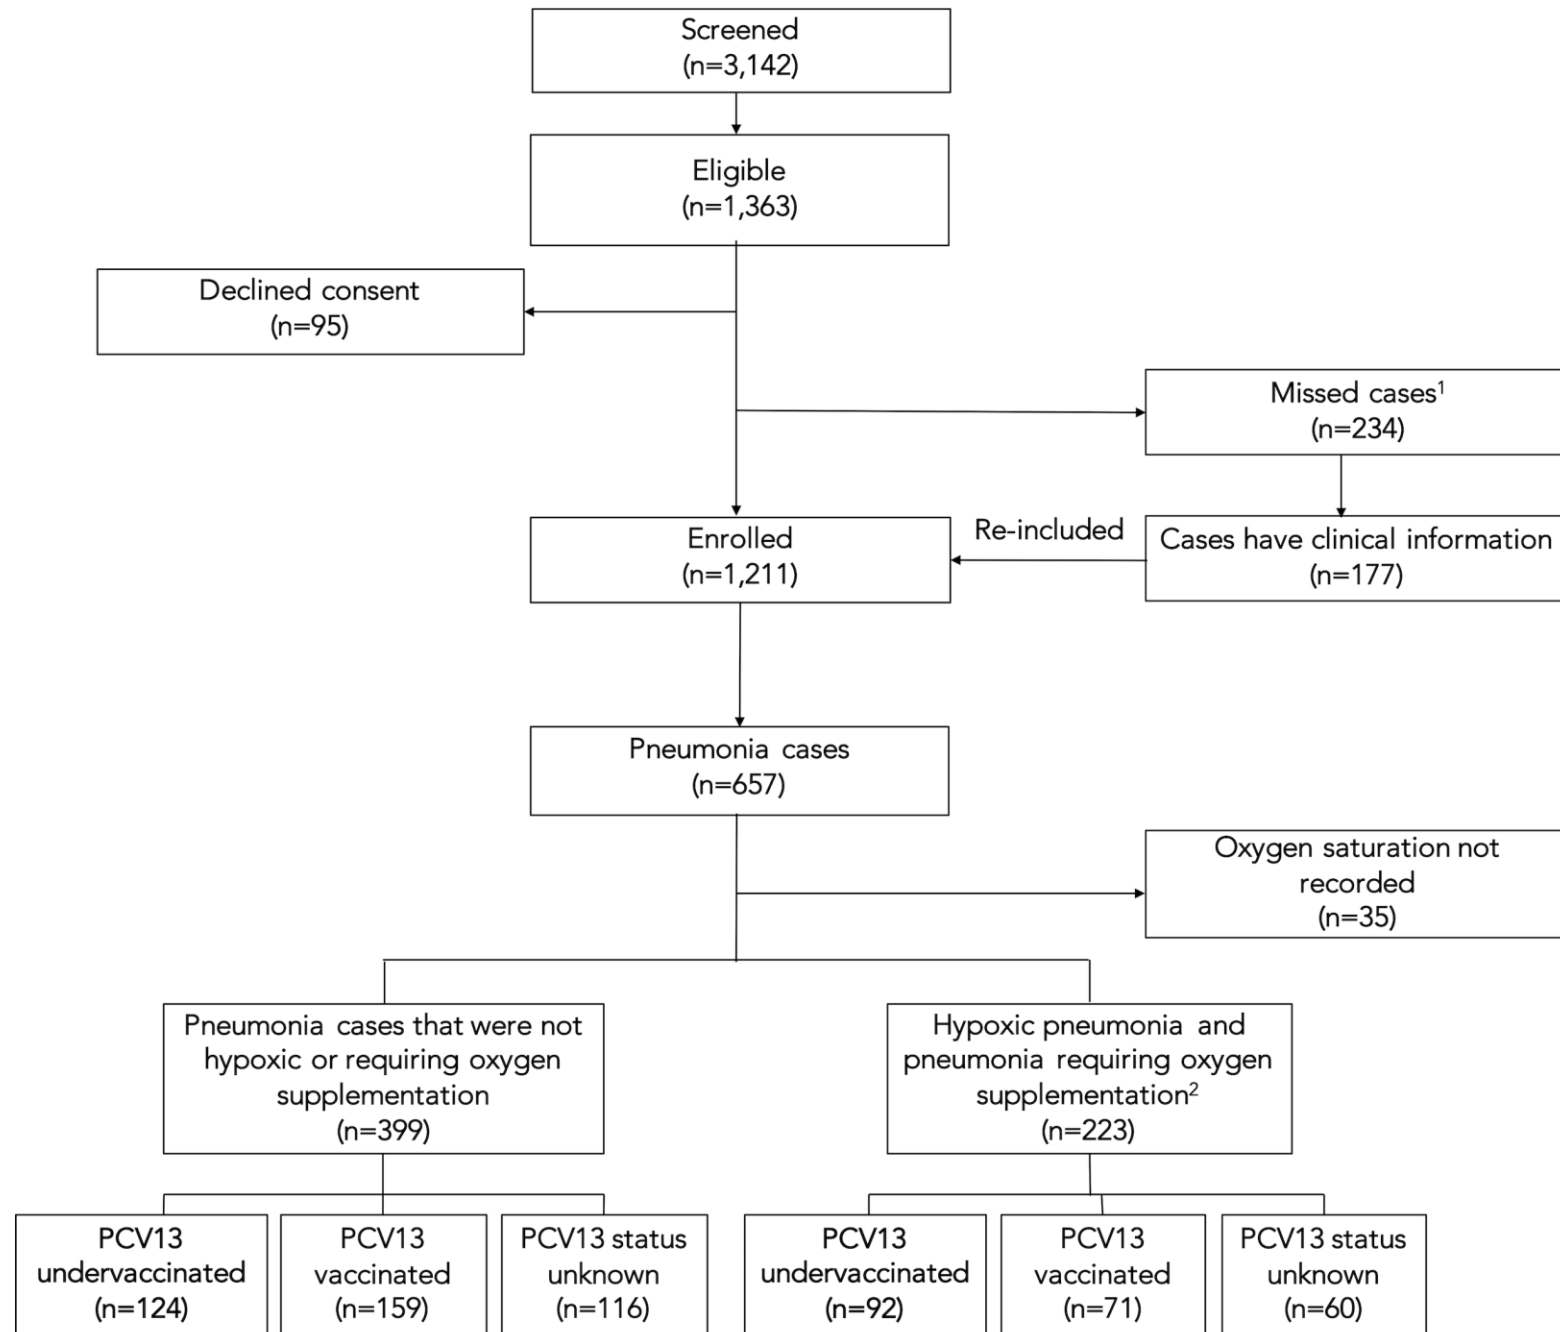 Screened
(n=3,142)
Eligible
(n=1,363)
Declined consent
(n=95)
Missed cases¹
(n=234)
Enrolled
(n=1,211)
Re-included
Cases have clinical information
(n=177)
Pneumonia cases
(n=657)
Oxygen saturation not
recorded
(n=35)
Pneumonia cases that were not
hypoxic or requiring oxygen
supplementation
(n=399)
Hypoxic pneumonia and
pneumonia requiring oxygen
supplementation²
(n=223)
PCV13
undervaccinated
(n=124)
PCV13
vaccinated
(n=159)
PCV13 status
unknown
(n=116)
PCV13
undervaccinated
(n=92)
PCV13
vaccinated
(n=71)
PCV13 status
unknown
(n=60)